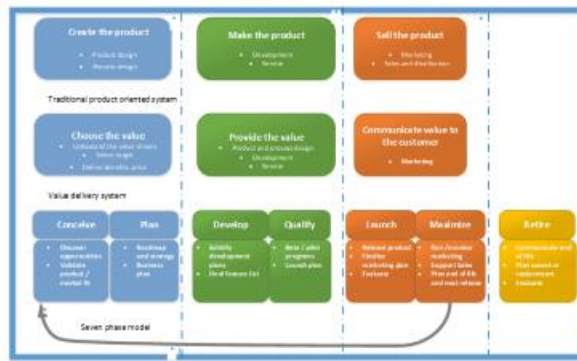 Create the product
Product design
Process design
Make the product
Development
Service
Sell the product
Marketing
Sales and distribution
Traditional product oriented system
Choose the value
Understand the value drivers
Select target
Define benefits, price
Provide the value
Product and process design
Development
Service
Communicate value to
the customer
Marketing
Value delivery system
Conceive
Discover
opportunities
Validate
product /
market fit
Plan
Roadmap
and strategy
Business
plan
Develop
Solidify
development
plans
Final feature list
Qualify
Beta / pilot
programs
Launch plan
Launch
Release product
Finalize
marketing plan
Evaluate
Maximize
Run/monitor
marketing
Support Sales
Plan end of life
and next release
Retire
Communicate end
of life
Plan sunset or
replacement
Evaluate
Seven phase model